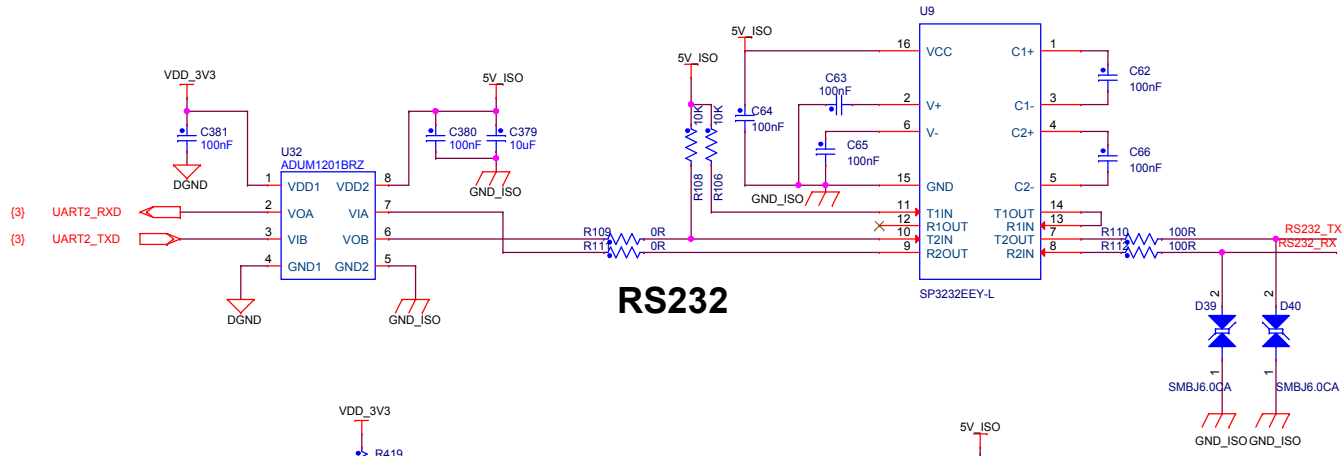 U9
5V_ISO
16 VCC C1+ 1
VDD_3V3
5V_ISO
5V_ISO
C62
100nF
C63
100nF
2 V+ C1- 3
10K
10K
C64
100nF
C381
100nF
C380
100nF
C379
10uF
6 V- C2+ 4
U32
ADUM1201BRZ
C65
100nF
C66
100nF
DGND
1 VDD1 VDD2 8
GND_ISO
R108
R106
15 GND C2- 5
GND_ISO
{3} UART2_RXD 2 VOA VIA 7
11 T1IN T1OUT 14
12 R1OUT R1IN 13
{3} UART2_TXD 3 VIB VOB 6
R109 0R
10 T2IN T2OUT 7
R110 100R
RS232_TX
R111 0R
9 R2OUT R2IN 8
R112 100R
RS232_RX
4 GND1 GND2 5
SP3232EEY-L
RS232
DGND
GND_ISO
2
2
D39
D40
1
1
SMBJ6.0CA
SMBJ6.0CA
VDD_3V3
5V_ISO
GND_ISO
GND_ISO
R419